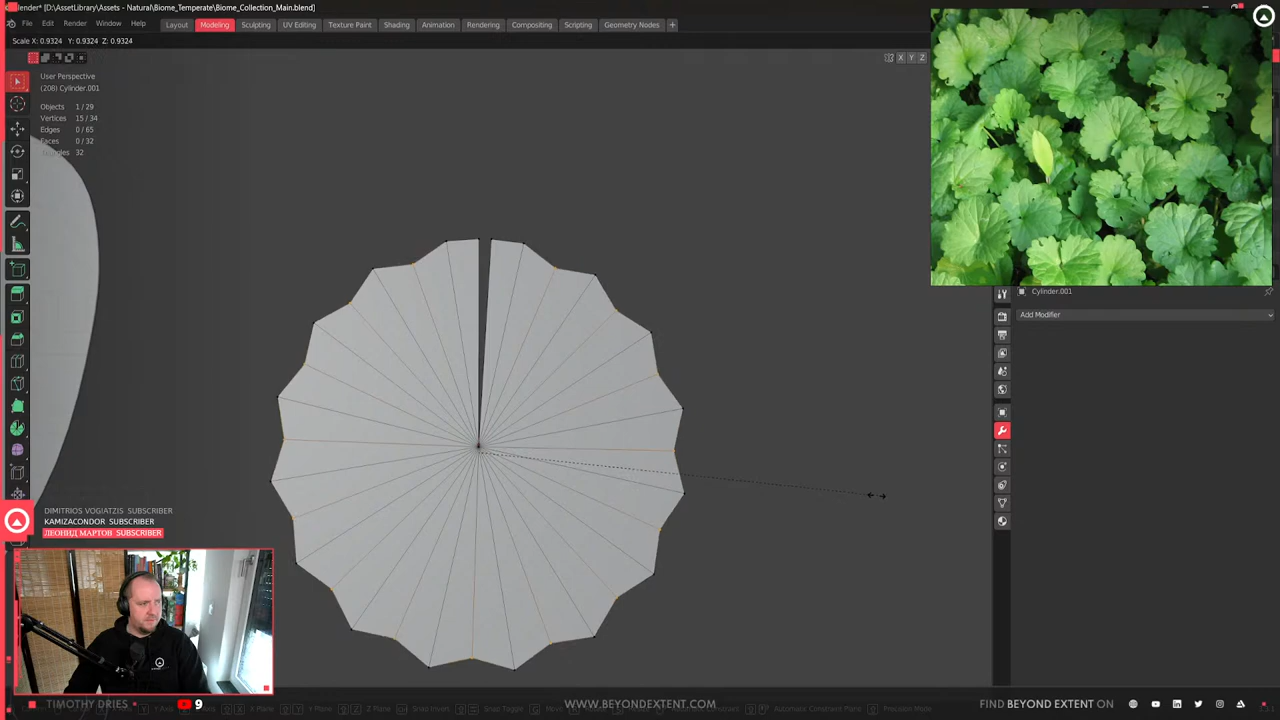 Blender* [D:\AssetLibrary\Assets - Natural\Biome_Temperate\Biome_Collection_Main.blend]
File Edit Render Window Help
Layout Modeling Sculpting UV Editing Texture Paint Shading Animation Rendering Compositing Scripting Geometry Nodes +
Scale X: 0.9324 Y: 0.9324 Z: 0.9324
X Y Z
User Perspective
(208) Cylinder.001
Objects 1 / 29
Vertices 15 / 34
Edges 0 / 65
Faces 0 / 32
Triangles 32
Cylinder.001
Add Modifier
DIMITRIOS VOGIATZIS SUBSCRIBER
KAMIZACONDOR SUBSCRIBER
ЛЕОНИД МАРТОВ SUBSCRIBER
TIMOTHY DRIES
9
WWW.BEYONDEXTENT.COM
FIND BEYOND EXTENT ON